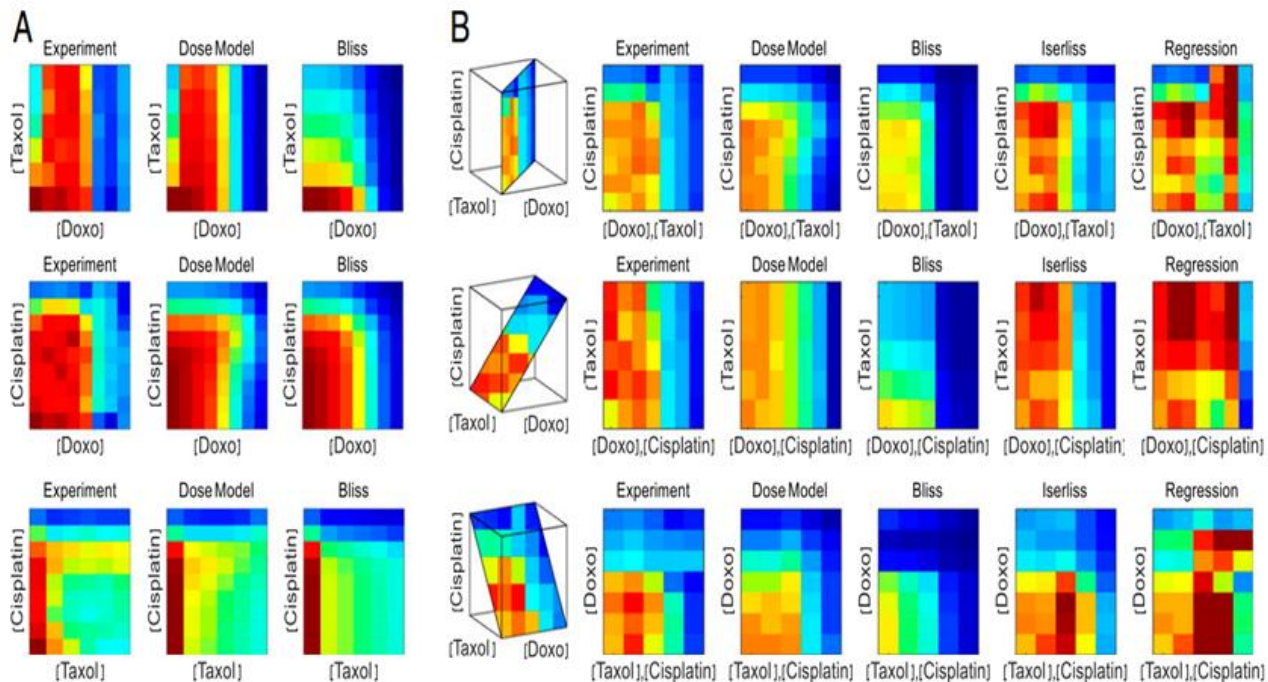 A
Experiment Dose Model Bliss
[Taxol] [Taxol] [Taxol]
[Doxo] [Doxo] [Doxo]
Experiment Dose Model Bliss
[Cisplatin] [Cisplatin] [Cisplatin]
[Doxo] [Doxo] [Doxo]
Experiment Dose Model Bliss
[Cisplatin] [Cisplatin] [Cisplatin]
[Taxol] [Taxol] [Taxol]
B
Experiment Dose Model Bliss Iserliss Regression
[Cisplatin] [Cisplatin] [Cisplatin] [Cisplatin] [Cisplatin] [Cisplatin]
[Taxol] [Doxo] [Doxo],[Taxol] [Doxo],[Taxol] [Doxo],[Taxol] [Doxo],[Taxol] [Doxo],[Taxol]
Experiment Dose Model Bliss Iserliss Regression
[Cisplatin] [Taxol] [Taxol] [Taxol] [Taxol] [Taxol]
[Taxol] [Doxo] [Doxo],[Cisplatin] [Doxo],[Cisplatin] [Doxo],[Cisplatin] [Doxo],[Cisplatin] [Doxo],[Cisplatin]
Experiment Dose Model Bliss Iserliss Regression
[Cisplatin] [Doxo] [Doxo] [Doxo] [Doxo] [Doxo]
[Taxol] [Doxo] [Taxol],[Cisplatin] [Taxol],[Cisplatin] [Taxol],[Cisplatin] [Taxol],[Cisplatin] [Taxol],[Cisplatin]